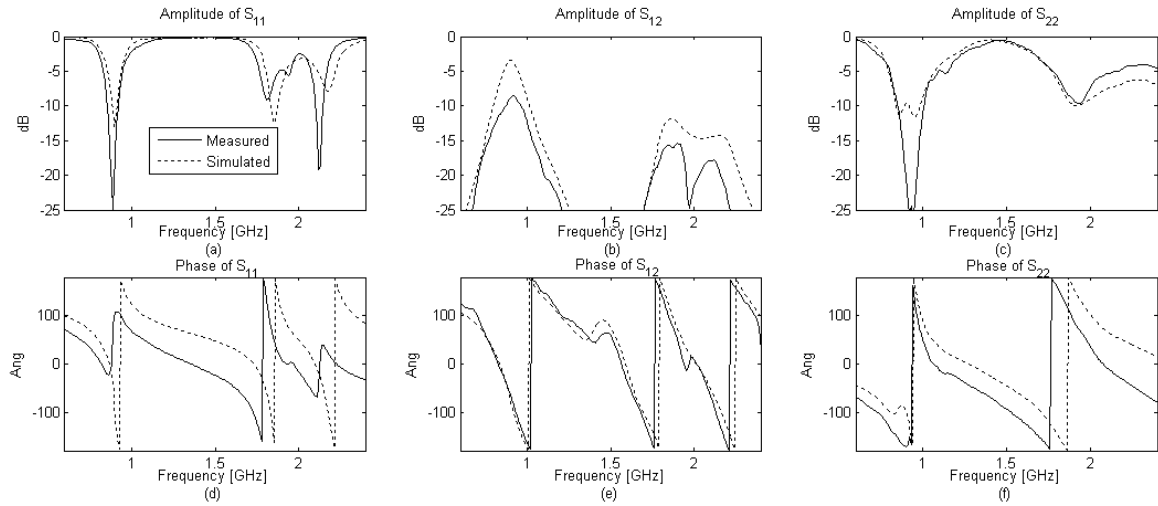 Amplitude of S11
0
-5
-10
-15
-20
-25
dB
Measured
Simulated
1
1.5
2
Frequency [GHz]
(a)
Amplitude of S12
0
-5
-10
-15
-20
-25
dB
1
1.5
2
Frequency [GHz]
(b)
Amplitude of S22
0
-5
-10
-15
-20
-25
dB
1
1.5
2
Frequency [GHz]
(c)
Phase of S11
100
0
-100
Ang
1
1.5
2
Frequency [GHz]
(d)
Phase of S12
100
0
-100
Ang
1
1.5
2
Frequency [GHz]
(e)
Phase of S22
100
0
-100
Ang
1
1.5
2
Frequency [GHz]
(f)